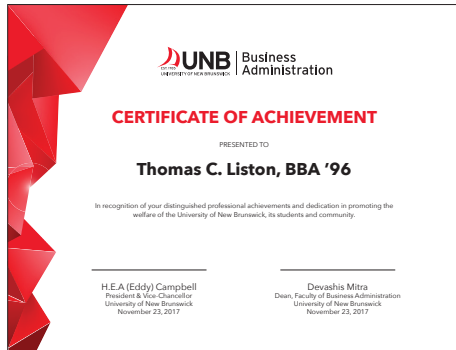 UNB Business
Administration
EST. 1785
UNIVERSITY OF NEW BRUNSWICK
CERTIFICATE OF ACHIEVEMENT
PRESENTED TO
Thomas C. Liston, BBA ’96
In recognition of your distinguished professional achievements and dedication in promoting the
welfare of the University of New Brunswick, its students and community.
H.E.A (Eddy) Campbell
President & Vice-Chancellor
University of New Brunswick
November 23, 2017
Devashis Mitra
Dean, Faculty of Business Administration
University of New Brunswick
November 23, 2017